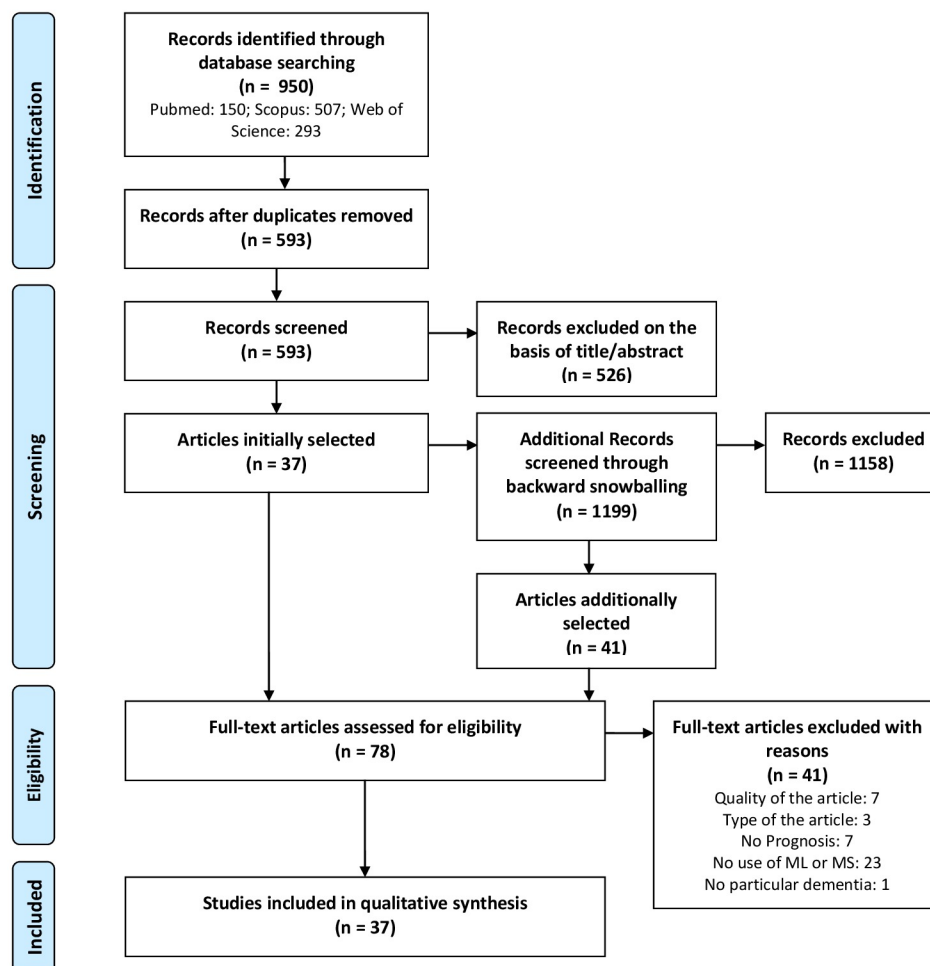 Identification
Records identified through
database searching
(n = 950)
Pubmed: 150; Scopus: 507; Web of
Science: 293
Records after duplicates removed
(n = 593)
Screening
Records screened
(n = 593)
Records excluded on the
basis of title/abstract
(n = 526)
Articles initially selected
(n = 37)
Additional Records
screened through
backward snowballing
(n = 1199)
Records excluded
(n = 1158)
Articles additionally
selected
(n = 41)
Eligibility
Full-text articles assessed for eligibility
(n = 78)
Full-text articles excluded with
reasons
(n = 41)
Quality of the article: 7
Type of the article: 3
No Prognosis: 7
No use of ML or MS: 23
No particular dementia: 1
Included
Studies included in qualitative synthesis
(n = 37)